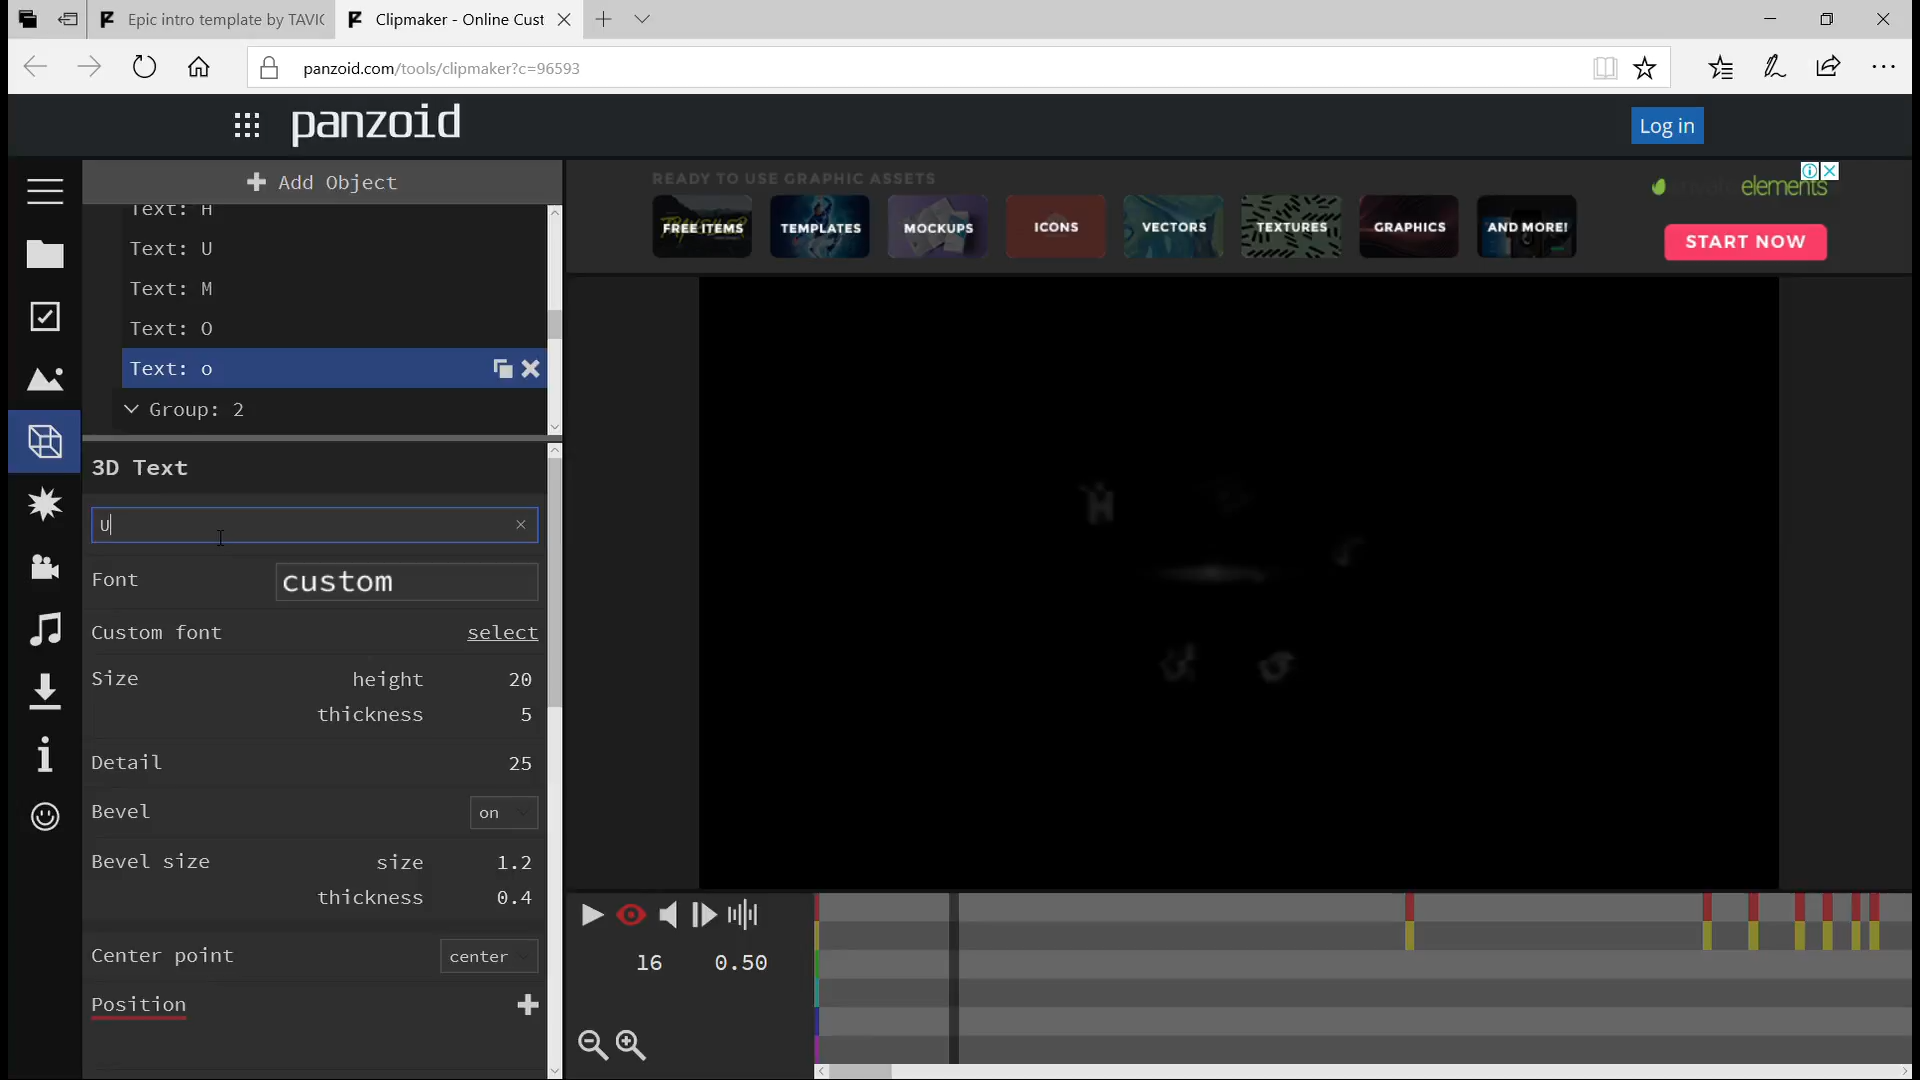 Epic intro template by TAVIC
Clipmaker - Online Cust
panzoid.com/tools/clipmaker?c=96593
panzoid
Log in
Add Object
Text: H
Text: U
Text: M
Text: O
Text: o
Group: 2
3D Text
U
Font custom
Custom font select
Size height 20
thickness 5
Detail 25
Bevel on
Bevel size size 1.2
thickness 0.4
Center point center
Position
READY TO USE GRAPHIC ASSETS
FREE ITEMS
TEMPLATES
MOCKUPS
ICONS
VECTORS
TEXTURES
GRAPHICS
AND MORE!
elements
START NOW
H
16 0.50